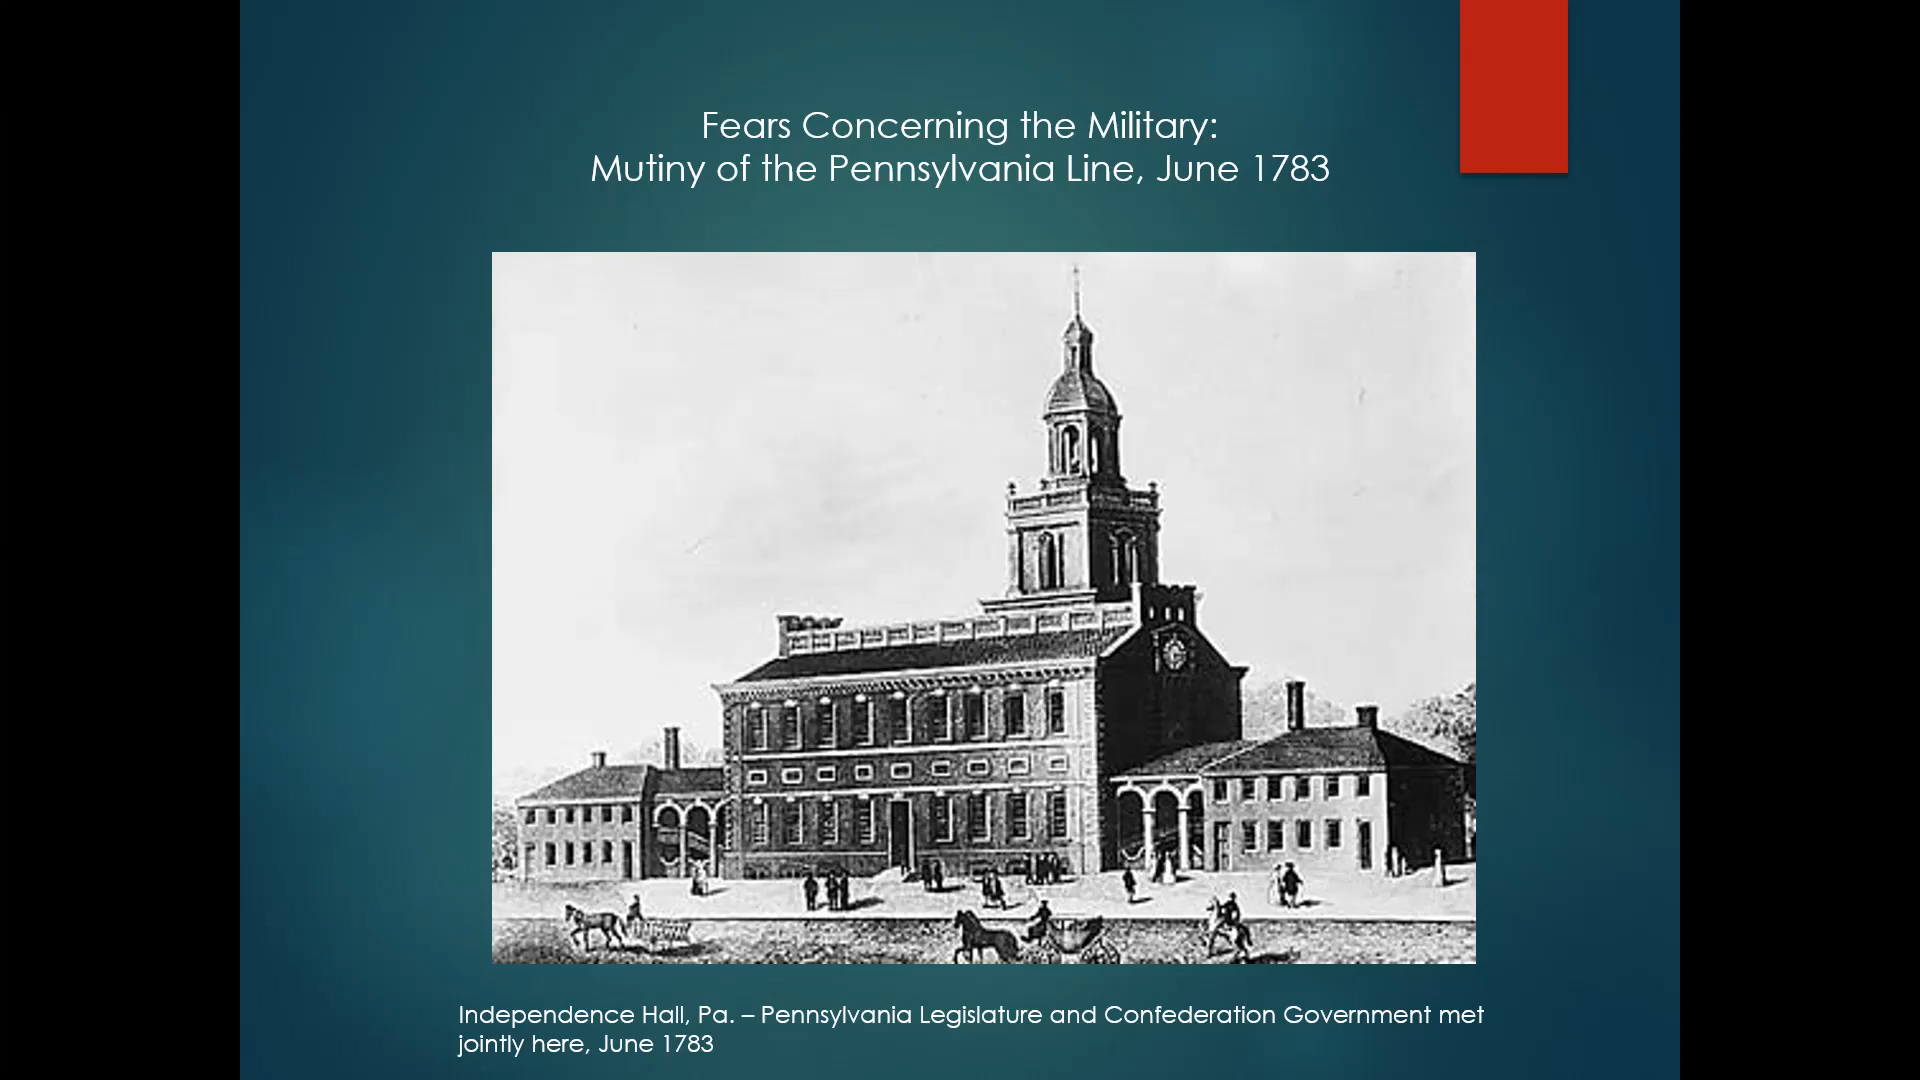 Fears Concerning the Military:
Mutiny of the Pennsylvania Line, June 1783
Independence Hall, Pa. – Pennsylvania Legislature and Confederation Government met
jointly here, June 1783